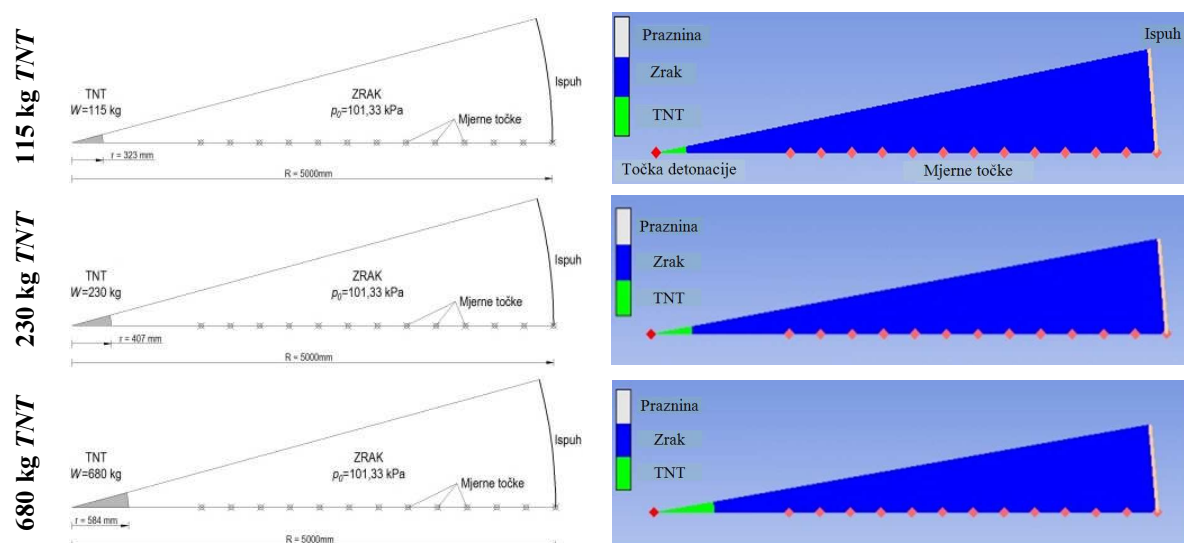 115 kg TNT
TNT
W=115 kg
ZRAK
p0=101,33 kPa
Mjerne točke
Ispuh
r = 323 mm
R = 5000mm
Praznina
Zrak
TNT
Ispuh
Točka detonacije
Mjerne točke
230 kg TNT
TNT
W=230 kg
ZRAK
p0=101,33 kPa
Mjerne točke
Ispuh
r = 407 mm
R = 5000mm
Praznina
Zrak
TNT
680 kg TNT
TNT
W=680 kg
ZRAK
p0=101,33 kPa
Mjerne točke
Ispuh
r = 584 mm
R = 5000mm
Praznina
Zrak
TNT